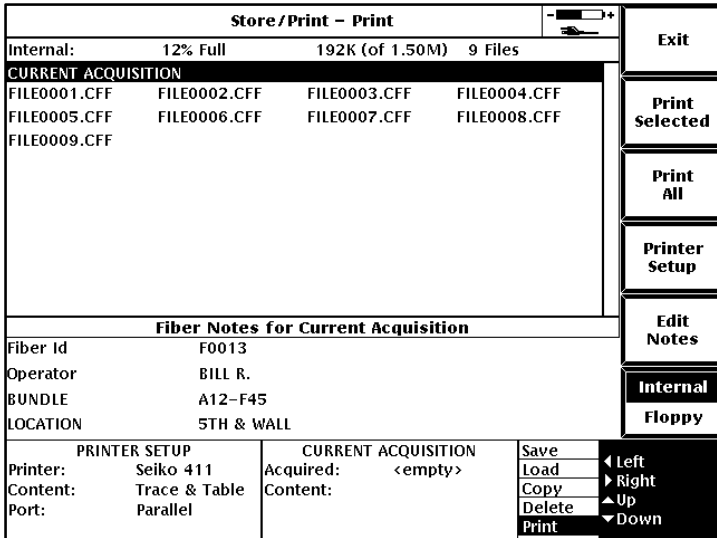 Store/Print – Print
- +
Internal: 12% Full 192K (of 1.50M) 9 Files
CURRENT ACQUISITION
FILE0001.CFF FILE0002.CFF FILE0003.CFF FILE0004.CFF
FILE0005.CFF FILE0006.CFF FILE0007.CFF FILE0008.CFF
FILE0009.CFF
Fiber Notes for Current Acquisition
Fiber Id F0013
Operator BILL R.
BUNDLE A12–F45
LOCATION 5TH & WALL
PRINTER SETUP
Printer: Seiko 411
Content: Trace & Table
Port: Parallel
CURRENT ACQUISITION
Acquired: <empty>
Content:
Save
Load
Copy
Delete
Print
Exit
Print
Selected
Print
All
Printer
Setup
Edit
Notes
Internal
Floppy
Left
Right
Up
Down